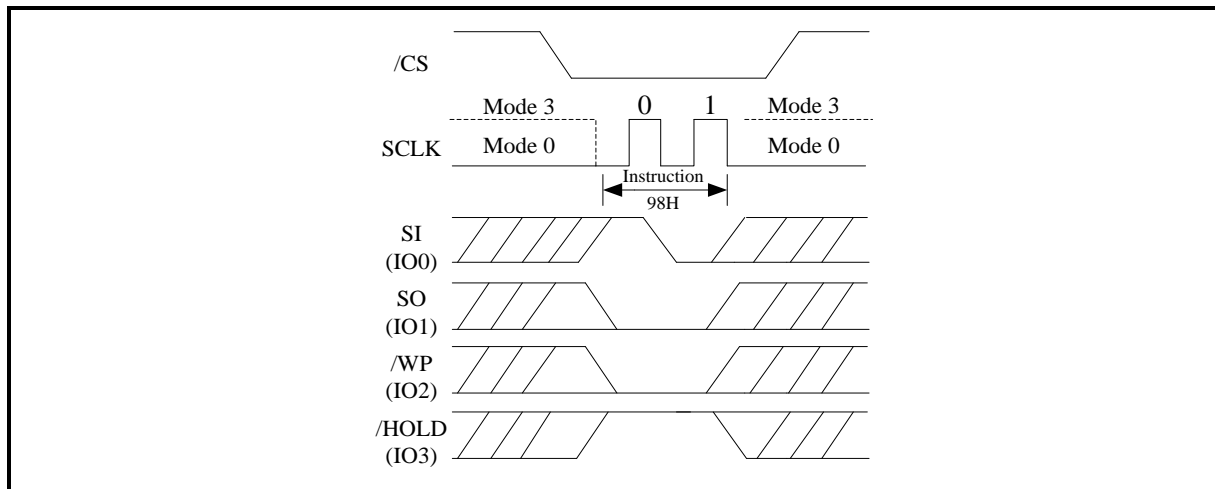 /CS
Mode 3 0 1 Mode 3
SCLK Mode 0 Mode 0
Instruction
98H
SI
(IO0)
SO
(IO1)
/WP
(IO2)
/HOLD
(IO3)